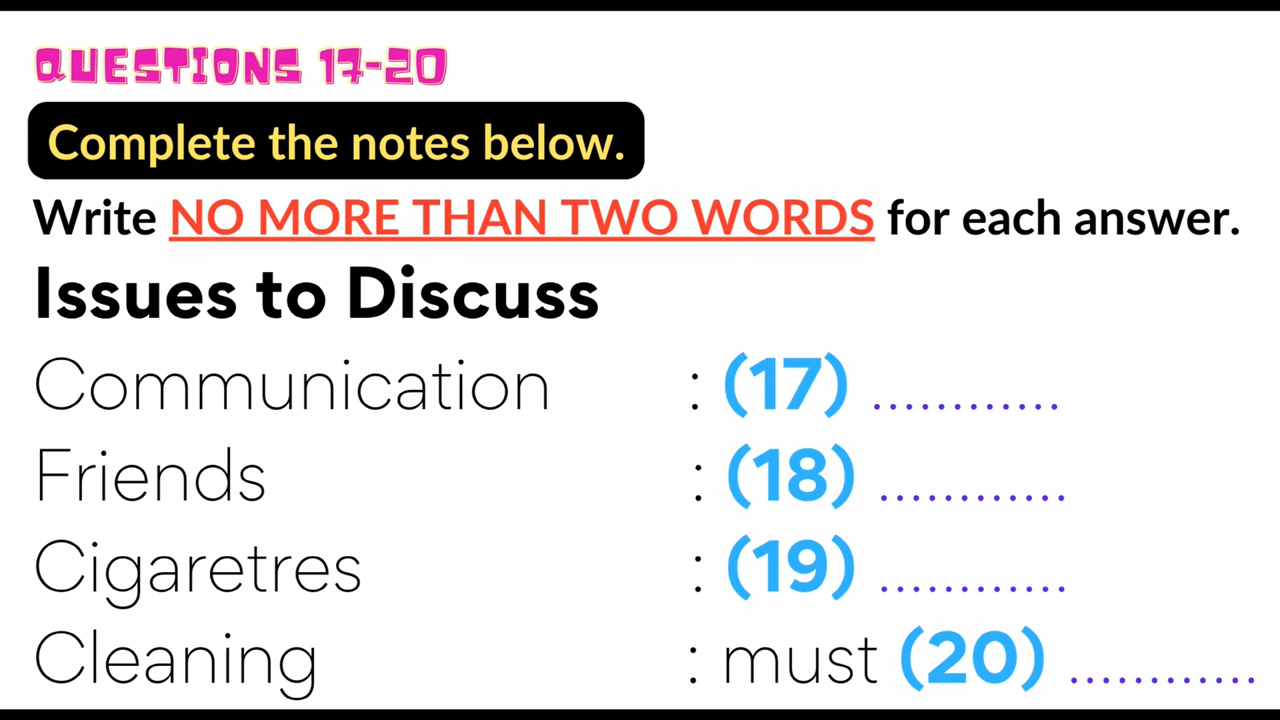 QUESTIONS 17-20
Complete the notes below.
Write NO MORE THAN TWO WORDS for each answer.
Issues to Discuss
Communication : (17) ............
Friends : (18) ............
Cigaretres : (19) ............
Cleaning : must (20) ............